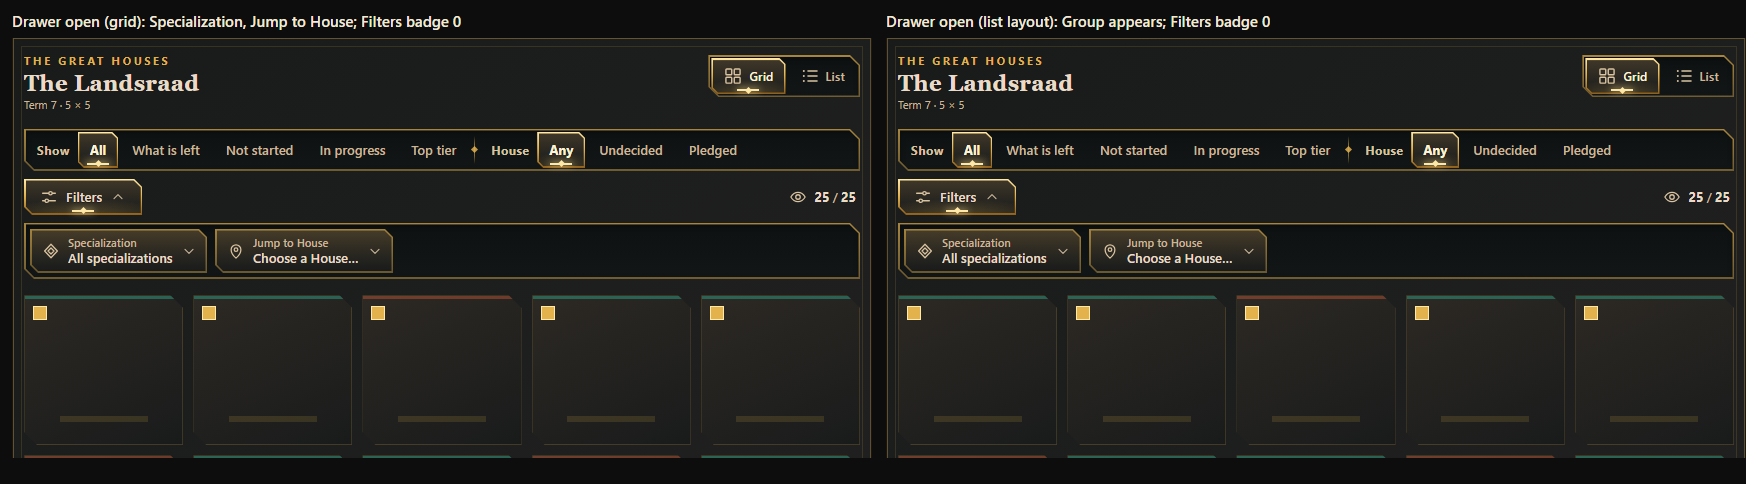 Drawer open (grid): Specialization, Jump to House; Filters badge 0
THE GREAT HOUSES
The Landsraad
Term 7 · 5 × 5
Grid
List
Show All What is left Not started In progress Top tier House Any Undecided Pledged
Filters
25 / 25
Specialization
All specializations
Jump to House
Choose a House...
Drawer open (list layout): Group appears; Filters badge 0
THE GREAT HOUSES
The Landsraad
Term 7 · 5 × 5
Grid
List
Show All What is left Not started In progress Top tier House Any Undecided Pledged
Filters
25 / 25
Specialization
All specializations
Jump to House
Choose a House...